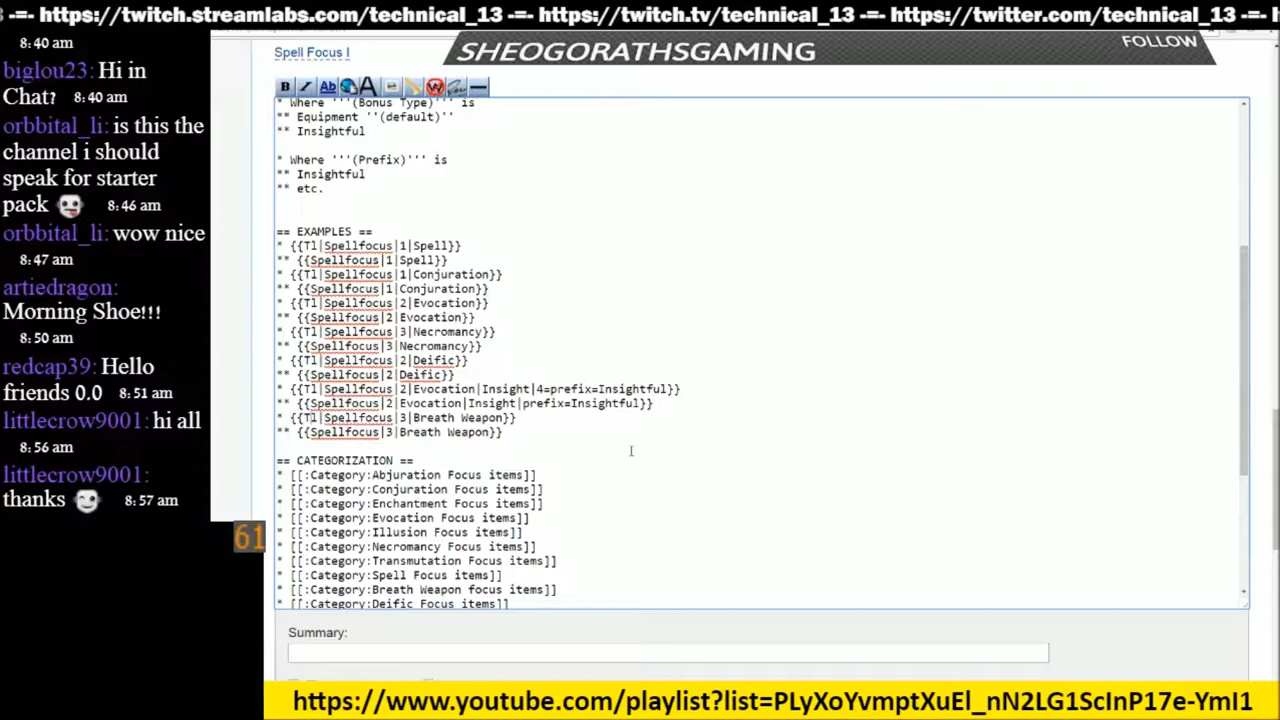 -=- https://twitch.streamlabs.com/technical_13 -=- https://twitch.tv/technical_13 -=- https://twitter.com/technical_13 -=-
8:40 am
biglou23: Hi in
Chat? 8:40 am
orbbital_li: is this the
channel i should
speak for starter
pack 8:46 am
orbbital_li: wow nice
8:47 am
artiedragon:
Morning Shoe!!!
8:50 am
redcap39: Hello
friends 0.0 8:51 am
littlecrow9001: hi all
8:56 am
littlecrow9001:
thanks 8:57 am
61
Spell Focus I
SHEOGORATHSGAMING
FOLLOW
* Where '''(Bonus Type)''' is
** Equipment ''(default)''
** Insightful
* Where '''(Prefix)''' is
** Insightful
** etc.
== EXAMPLES ==
* {{Tl|Spellfocus|1|Spell}}
** {{Spellfocus|1|Spell}}
* {{Tl|Spellfocus|1|Conjuration}}
** {{Spellfocus|1|Conjuration}}
* {{Tl|Spellfocus|2|Evocation}}
** {{Spellfocus|2|Evocation}}
* {{Tl|Spellfocus|3|Necromancy}}
** {{Spellfocus|3|Necromancy}}
* {{Tl|Spellfocus|2|Deific}}
** {{Spellfocus|2|Deific}}
* {{Tl|Spellfocus|2|Evocation|Insight|4=prefix=Insightful}}
** {{Spellfocus|2|Evocation|Insight|prefix=Insightful}}
* {{Tl|Spellfocus|3|Breath Weapon}}
** {{Spellfocus|3|Breath Weapon}}
== CATEGORIZATION ==
* [[:Category:Abjuration Focus items]]
* [[:Category:Conjuration Focus items]]
* [[:Category:Enchantment Focus items]]
* [[:Category:Evocation Focus items]]
* [[:Category:Illusion Focus items]]
* [[:Category:Necromancy Focus items]]
* [[:Category:Transmutation Focus items]]
* [[:Category:Spell Focus items]]
* [[:Category:Breath Weapon focus items]]
* [[:Category:Deific Focus items]]
Summary:
https://www.youtube.com/playlist?list=PLyXoYvmptXuEl_nN2LG1ScInP17e-YmI1